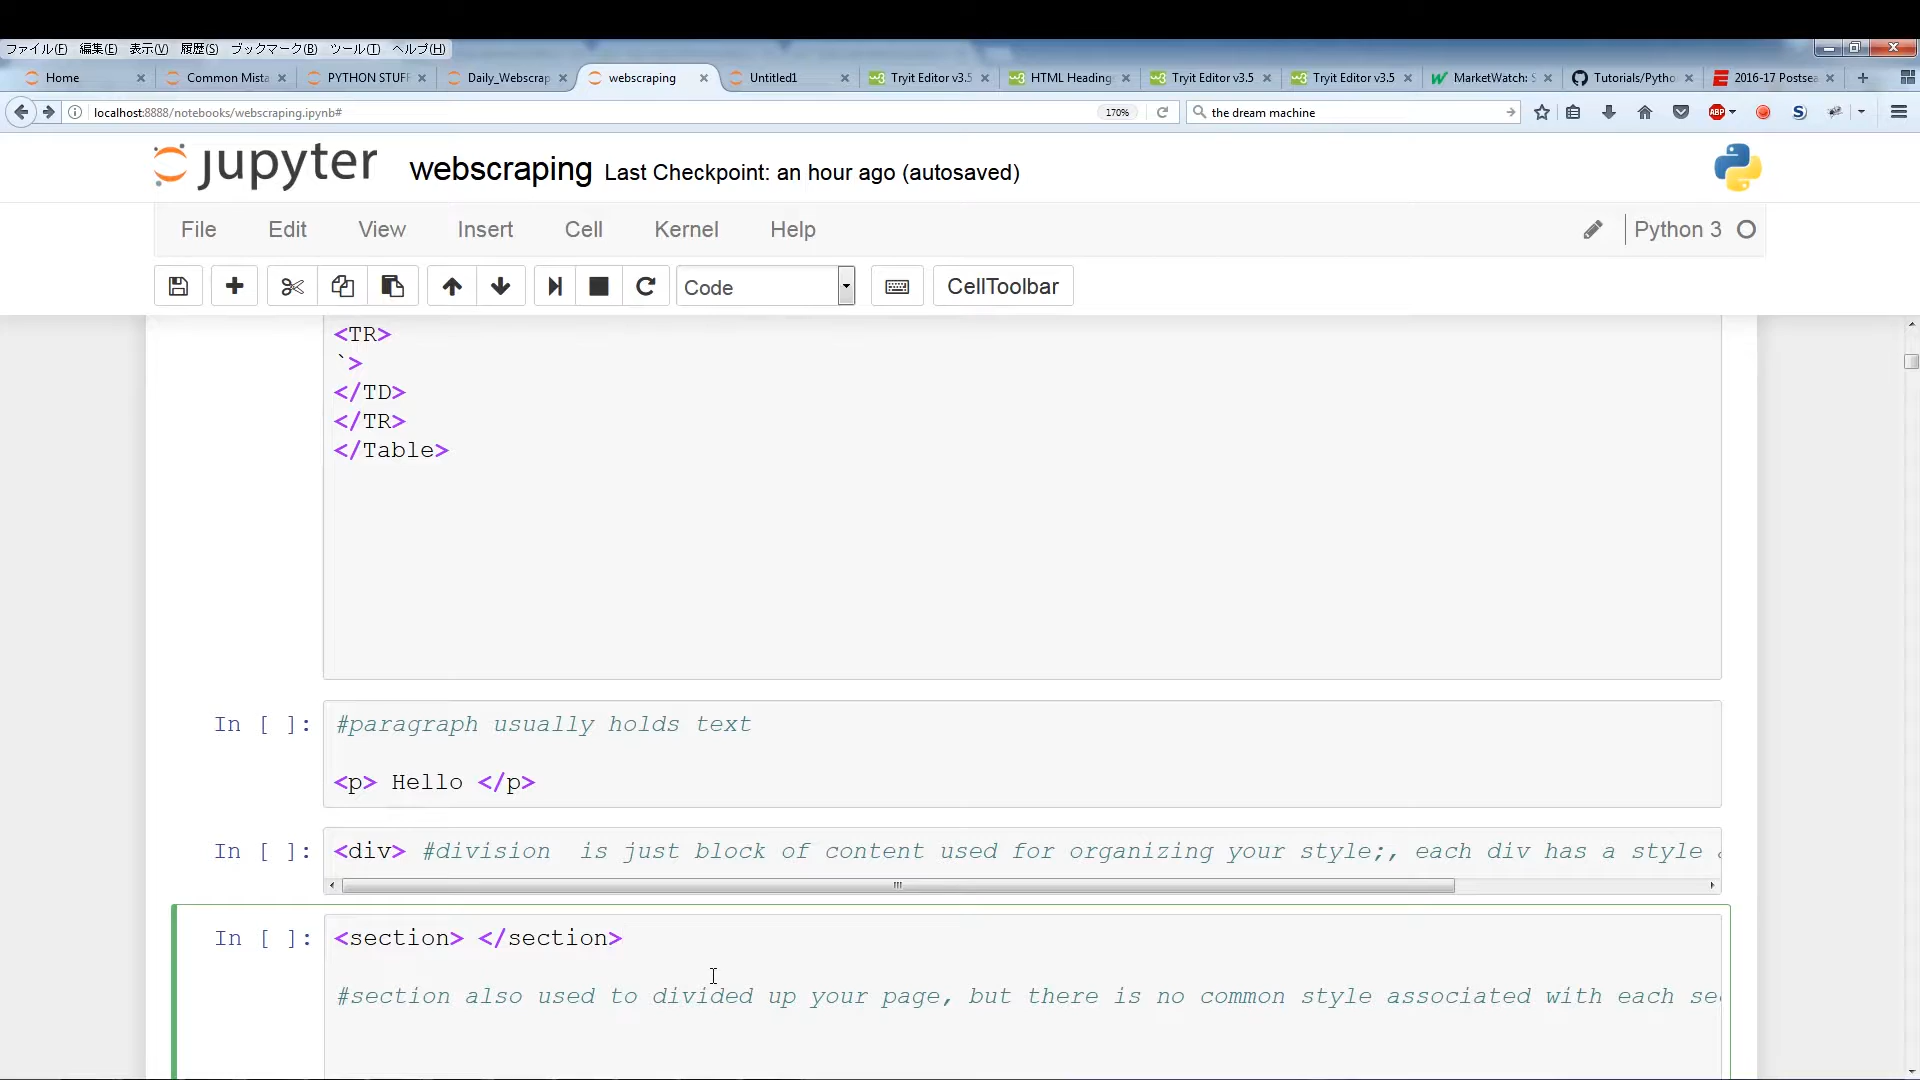 ファイル(F) 編集(E) 表示(V) 履歴(S) ブックマーク(B) ツール(T) ヘルプ(H)
Home Common Mista PYTHON STUFF Daily_Webscrap webscraping Untitled1 Tryit Editor v3.5 HTML Heading Tryit Editor v3.5 Tryit Editor v3.5 MarketWatch: S Tutorials/Pytho 2016-17 Postsea
localhost:8888/notebooks/webscraping.ipynb# 170% the dream machine ABP S
jupyter webscraping Last Checkpoint: an hour ago (autosaved)
File Edit View Insert Cell Kernel Help Python 3
Code CellToolbar
<TR>
`>
</TD>
</TR>
</Table>
In [ ]: #paragraph usually holds text
<p> Hello </p>
In [ ]: <div> #division  is just block of content used for organizing your style;, each div has a style
In [ ]: <section> </section>
#section also used to divided up your page, but there is no common style associated with each se